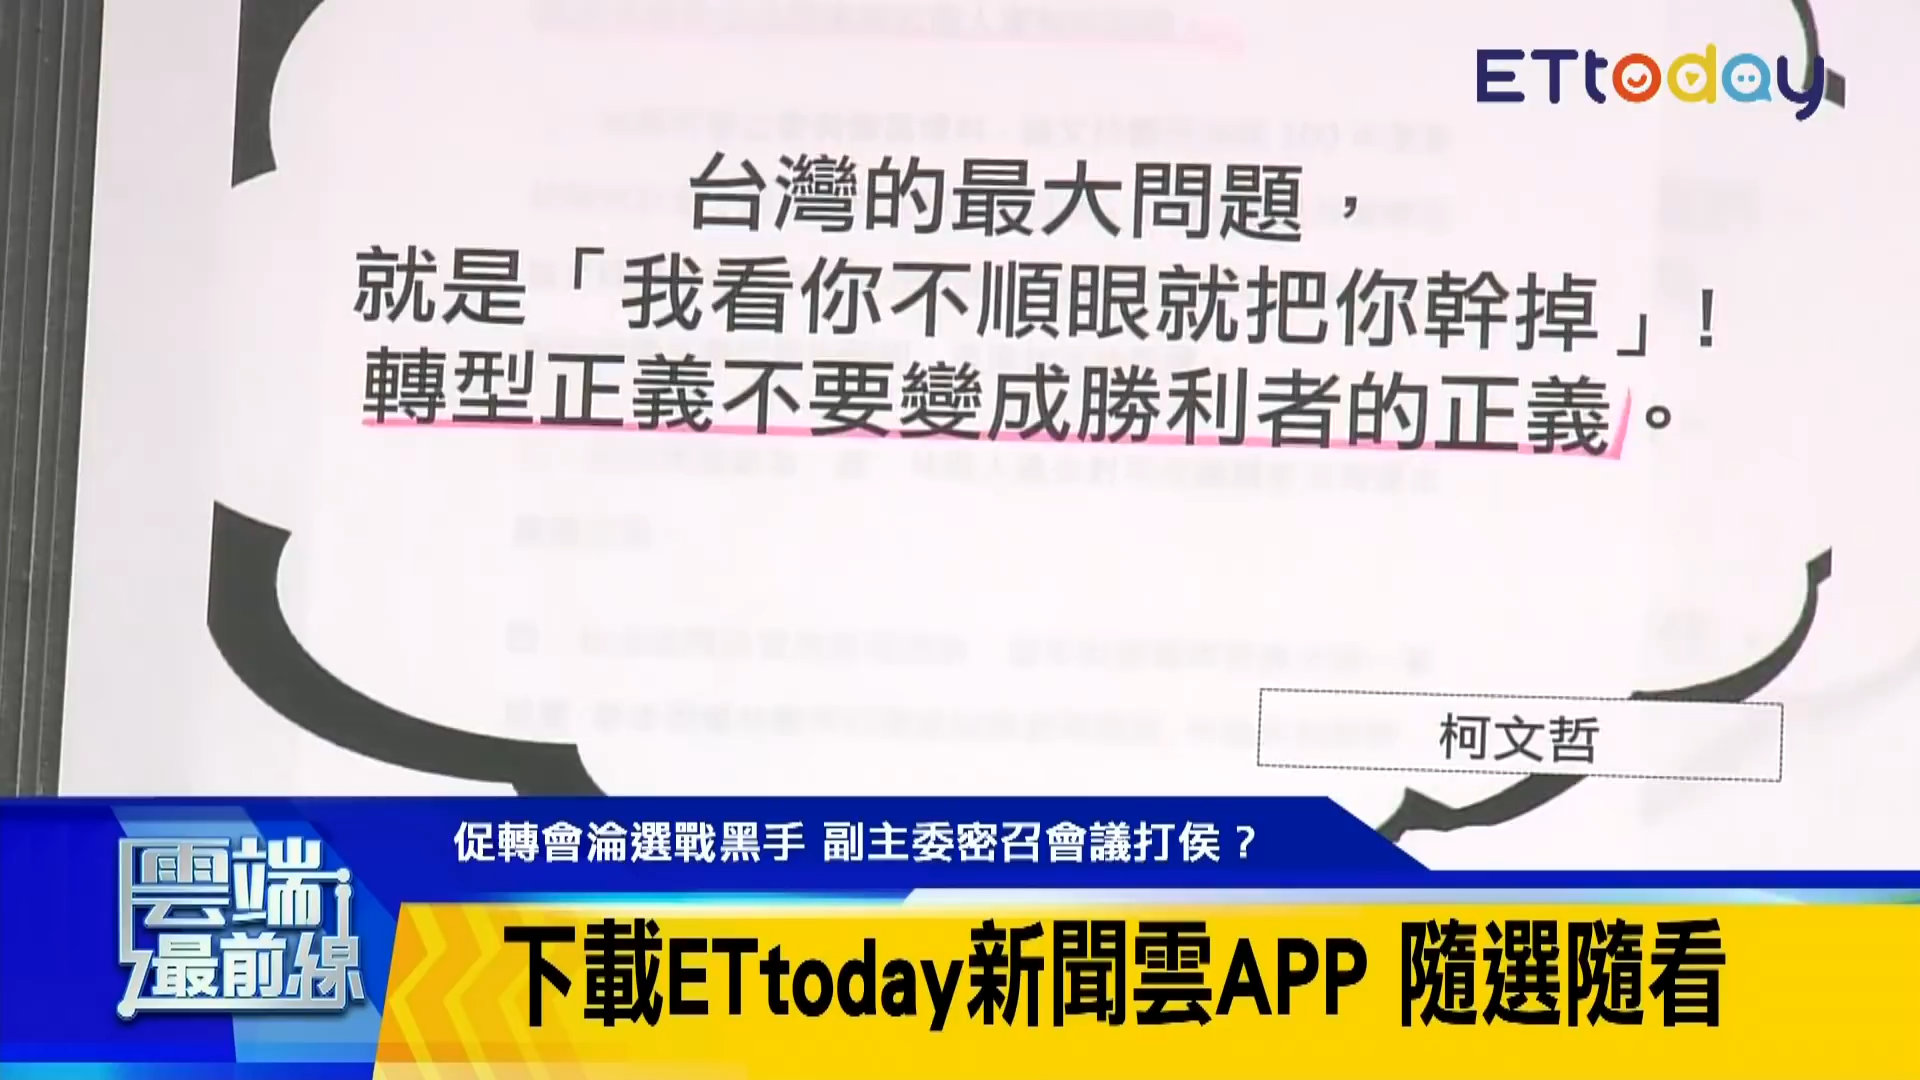 ETtoday
台灣的最大問題，
就是「我看你不順眼就把你幹掉」!
轉型正義不要變成勝利者的正義。
柯文哲
促轉會淪選戰黑手 副主委密召會議打侯？
雲端
最前線
下載ETtoday新聞雲APP 隨選隨看